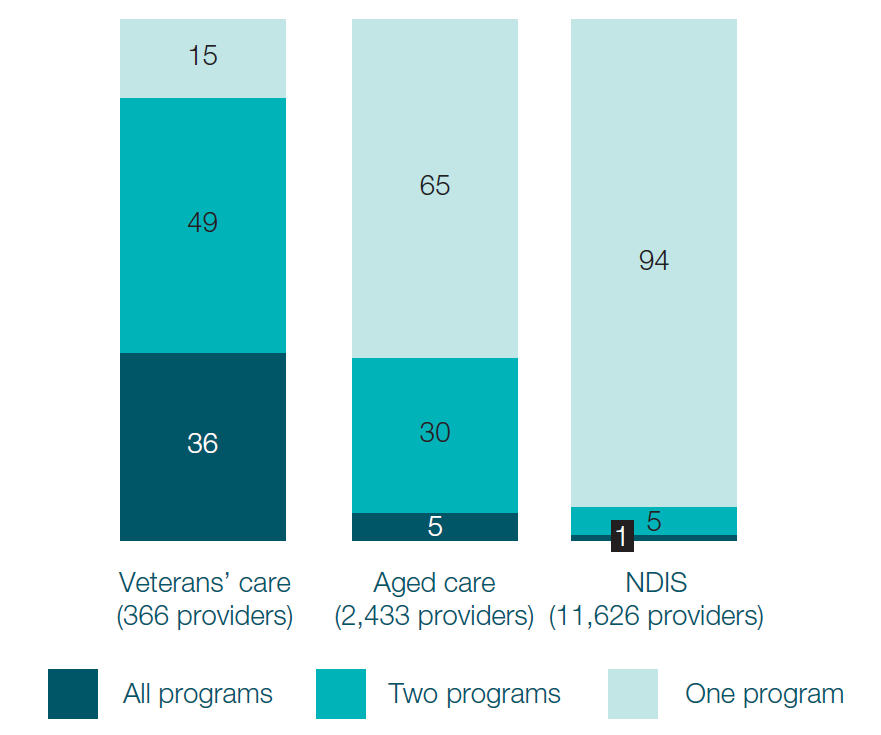 15
65
94
49
30
36
5
5
1
Veterans’ care
(366 providers)
Aged care
(2,433 providers)
NDIS
(11,626 providers)
All programs
Two programs
One program